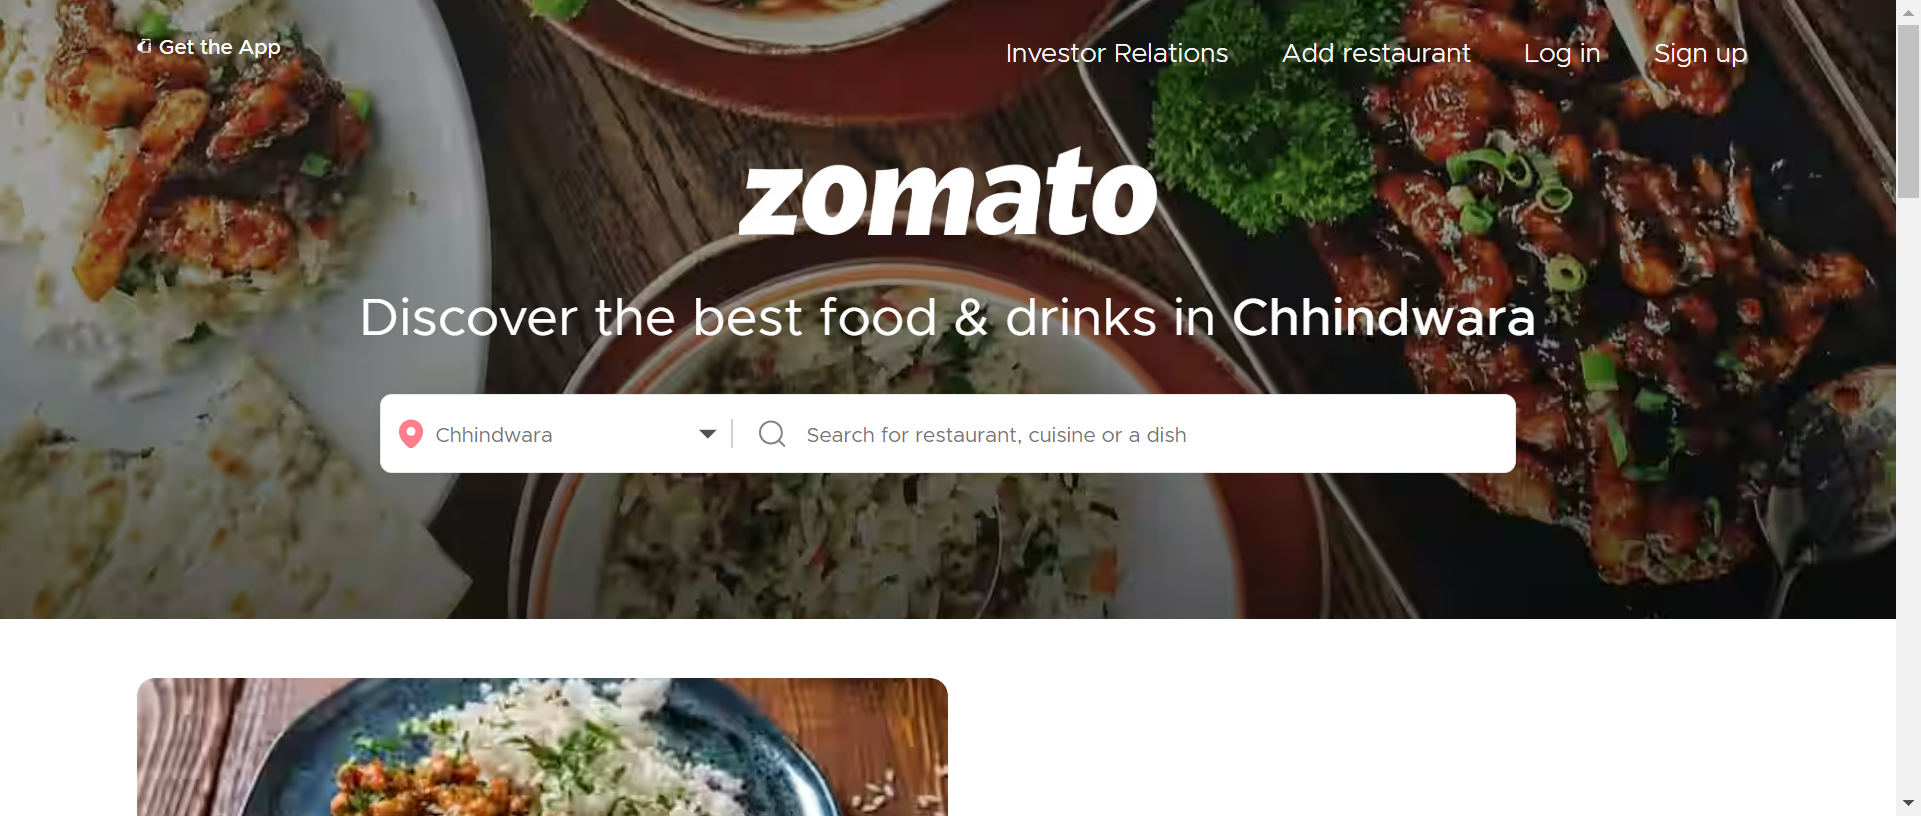 Get the App
Investor Relations
Add restaurant
Log in
Sign up
zomato
Discover the best food & drinks in Chhindwara
Chhindwara
Search for restaurant, cuisine or a dish